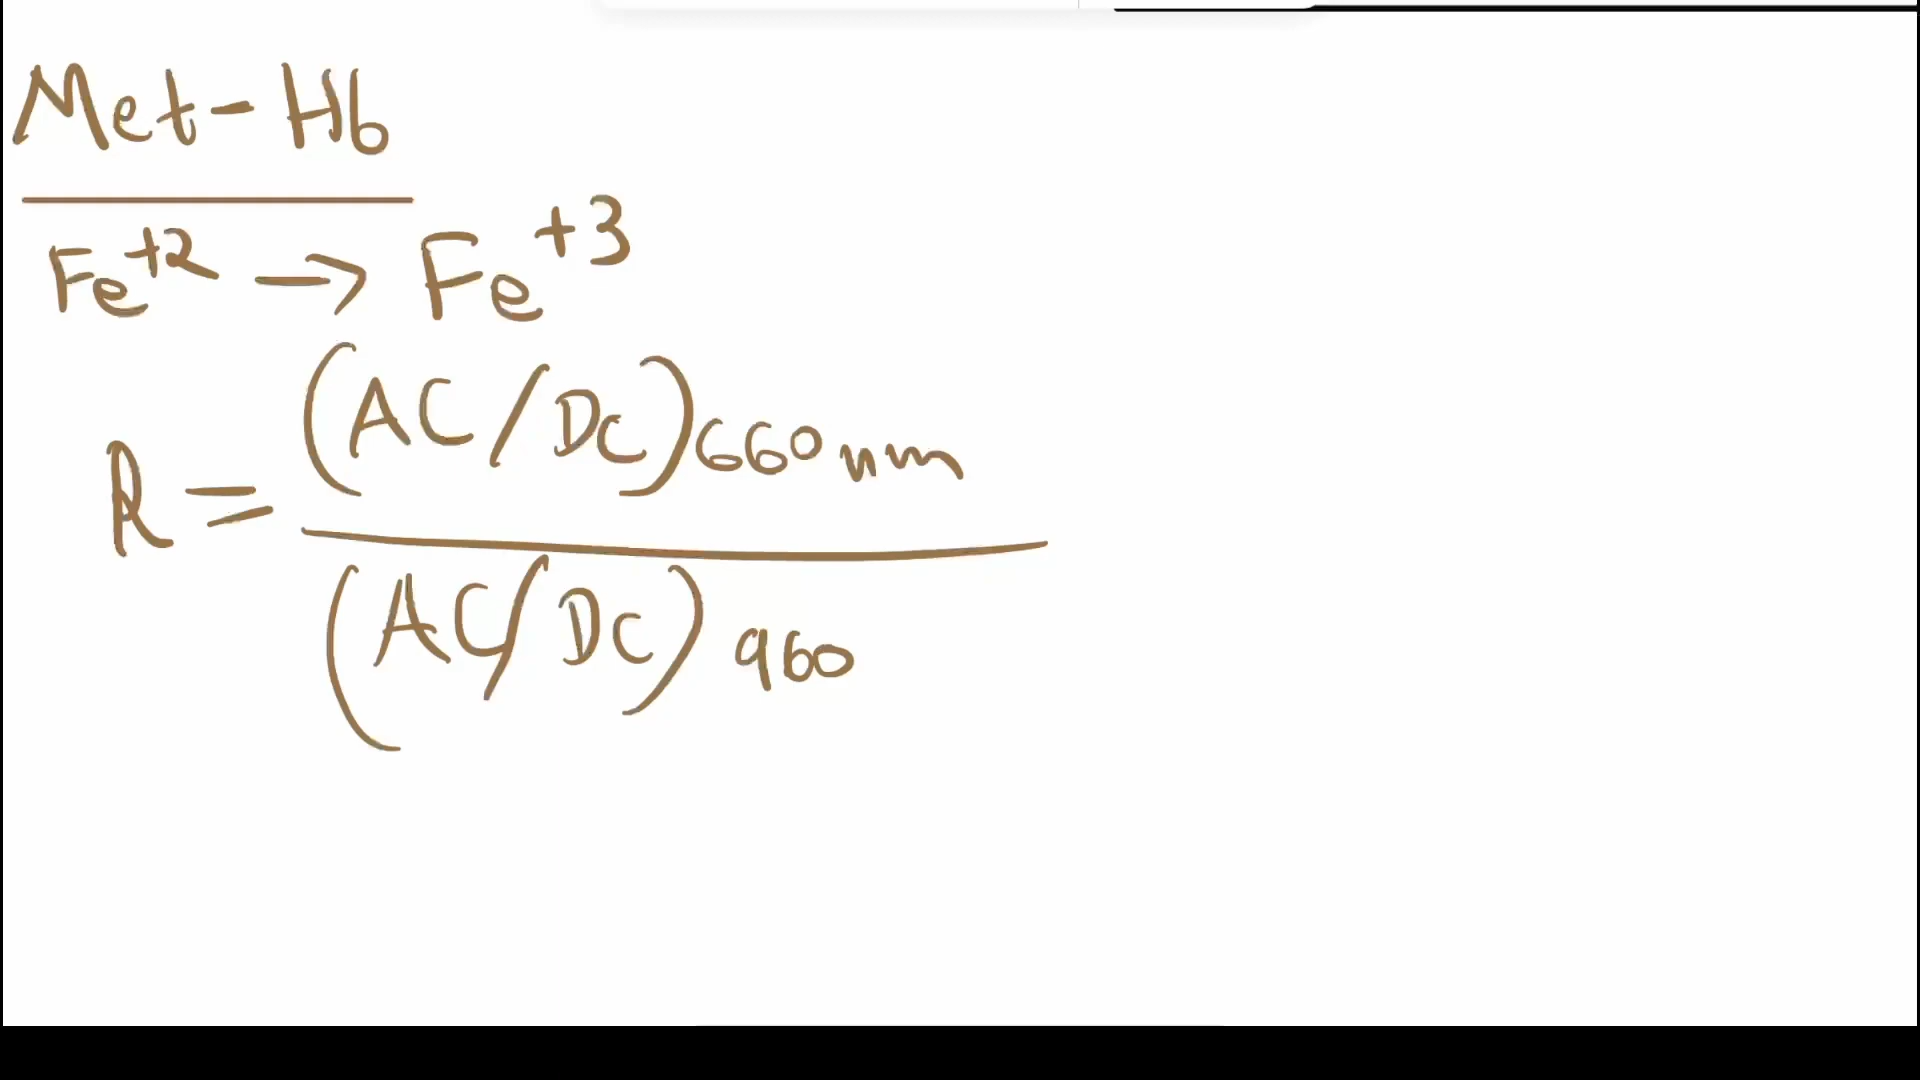 Met-Hb
Fe⁺² → Fe⁺³
R = (AC/DC)660nm / (AC/DC)960